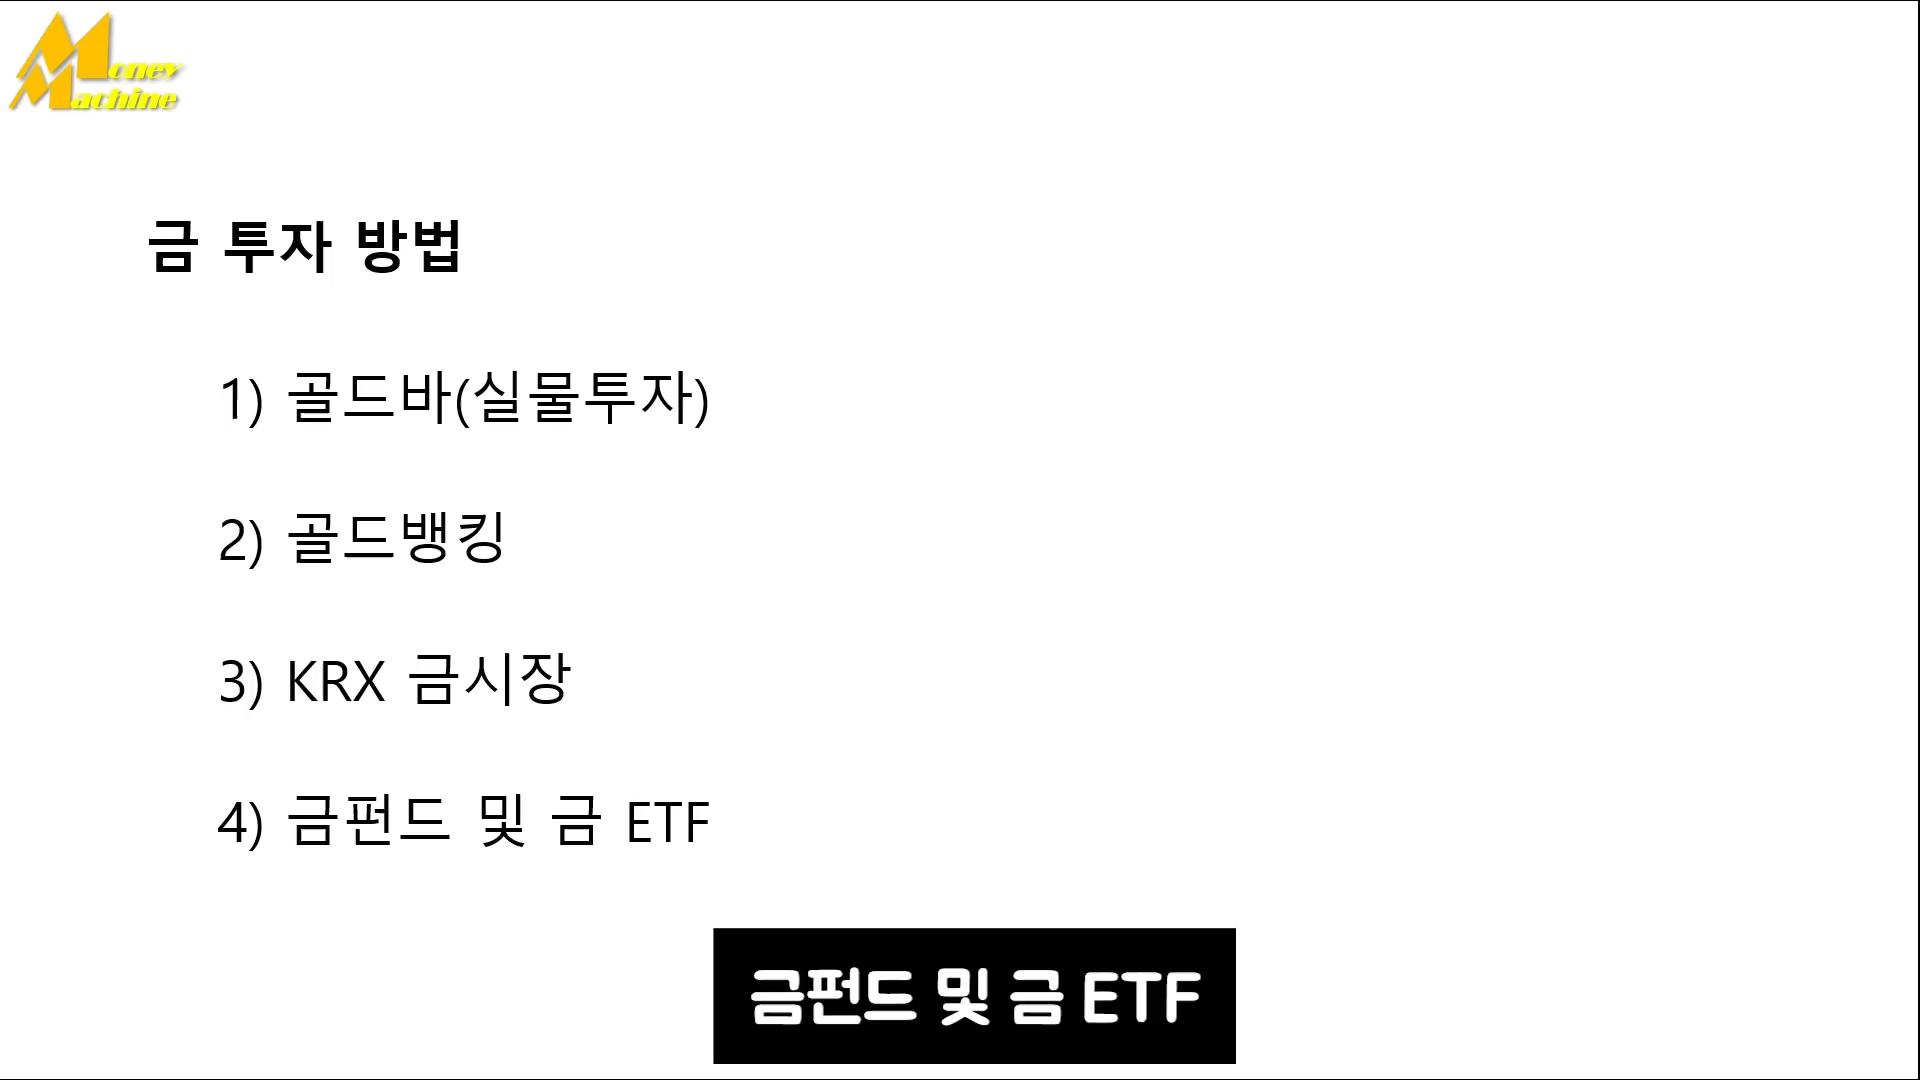 Money
Machine
금 투자 방법
1) 골드바(실물투자)
2) 골드뱅킹
3) KRX 금시장
4) 금펀드 및 금 ETF
금펀드 및 금 ETF